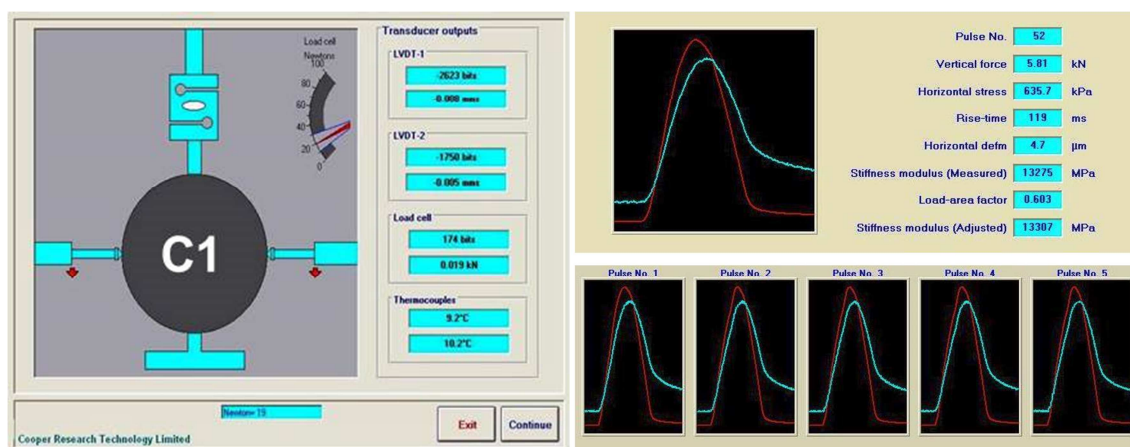 Load cell
Newtons
100
80
60
40
20
0
C1
Transducer outputs
LVDT-1
-2623 bits
-0.008 mms
LVDT-2
-1750 bits
-0.005 mms
Load cell
174 bits
0.019 kN
Thermocouples
9.2°C
10.2°C
Newton= 19
Exit
Continue
Cooper Research Technology Limited
Pulse No. 52
Vertical force 5.81 kN
Horizontal stress 635.7 kPa
Rise-time 119 ms
Horizontal defm 4.7 µm
Stiffness modulus (Measured) 13275 MPa
Load-area factor 0.603
Stiffness modulus (Adjusted) 13307 MPa
Pulse No. 1
Pulse No. 2
Pulse No. 3
Pulse No. 4
Pulse No. 5